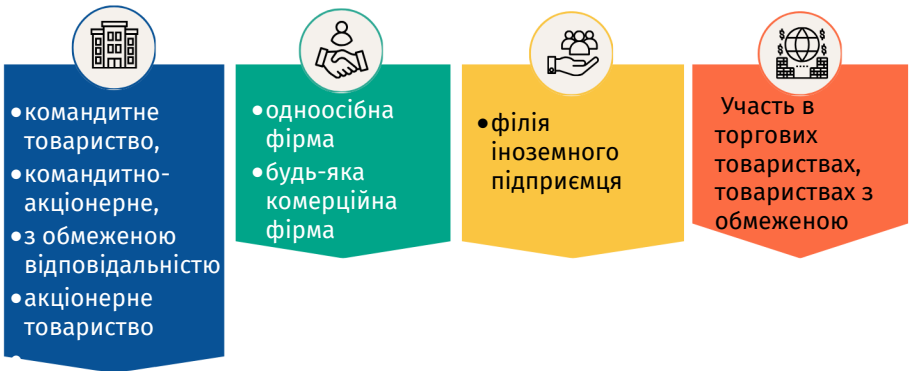 •командитне
товариство,
•командитно-
акціонерне,
•з обмеженою
відповідальністю
•акціонерне
товариство
•
•одноосібна
фірма
•будь-яка
комерційна
фірма
•філія
іноземного
підприємця
Участь в
торгових
товариствах,
товариствах з
обмеженою